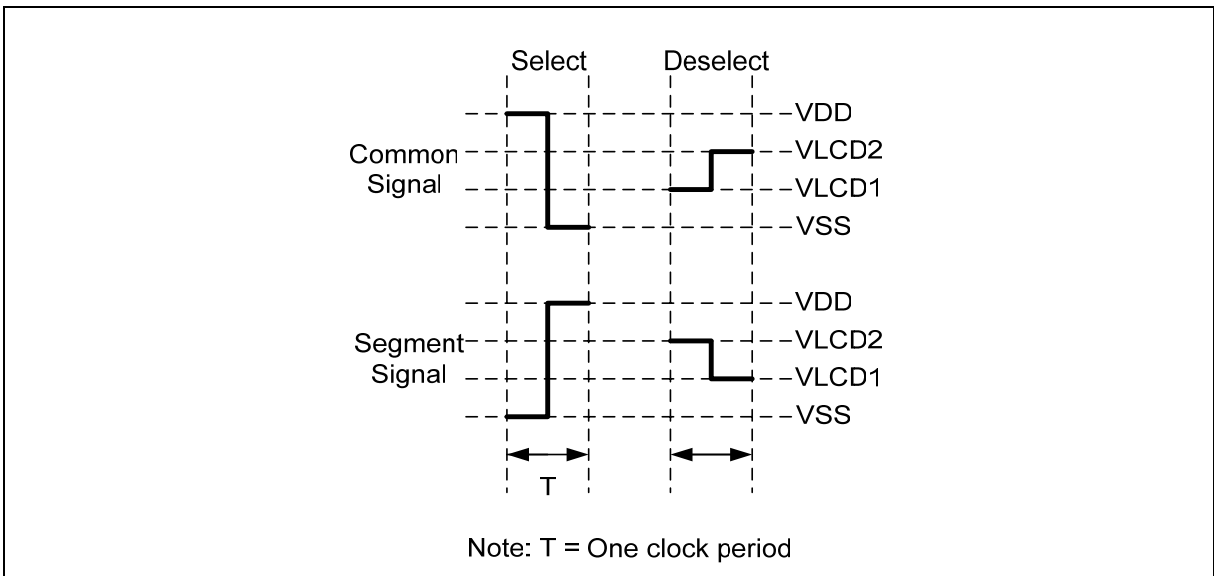 Select Deselect
VDD
VLCD2
Common
Signal
VLCD1
VSS
VDD
VLCD2
Segment
Signal
VLCD1
VSS
T
Note: T = One clock period